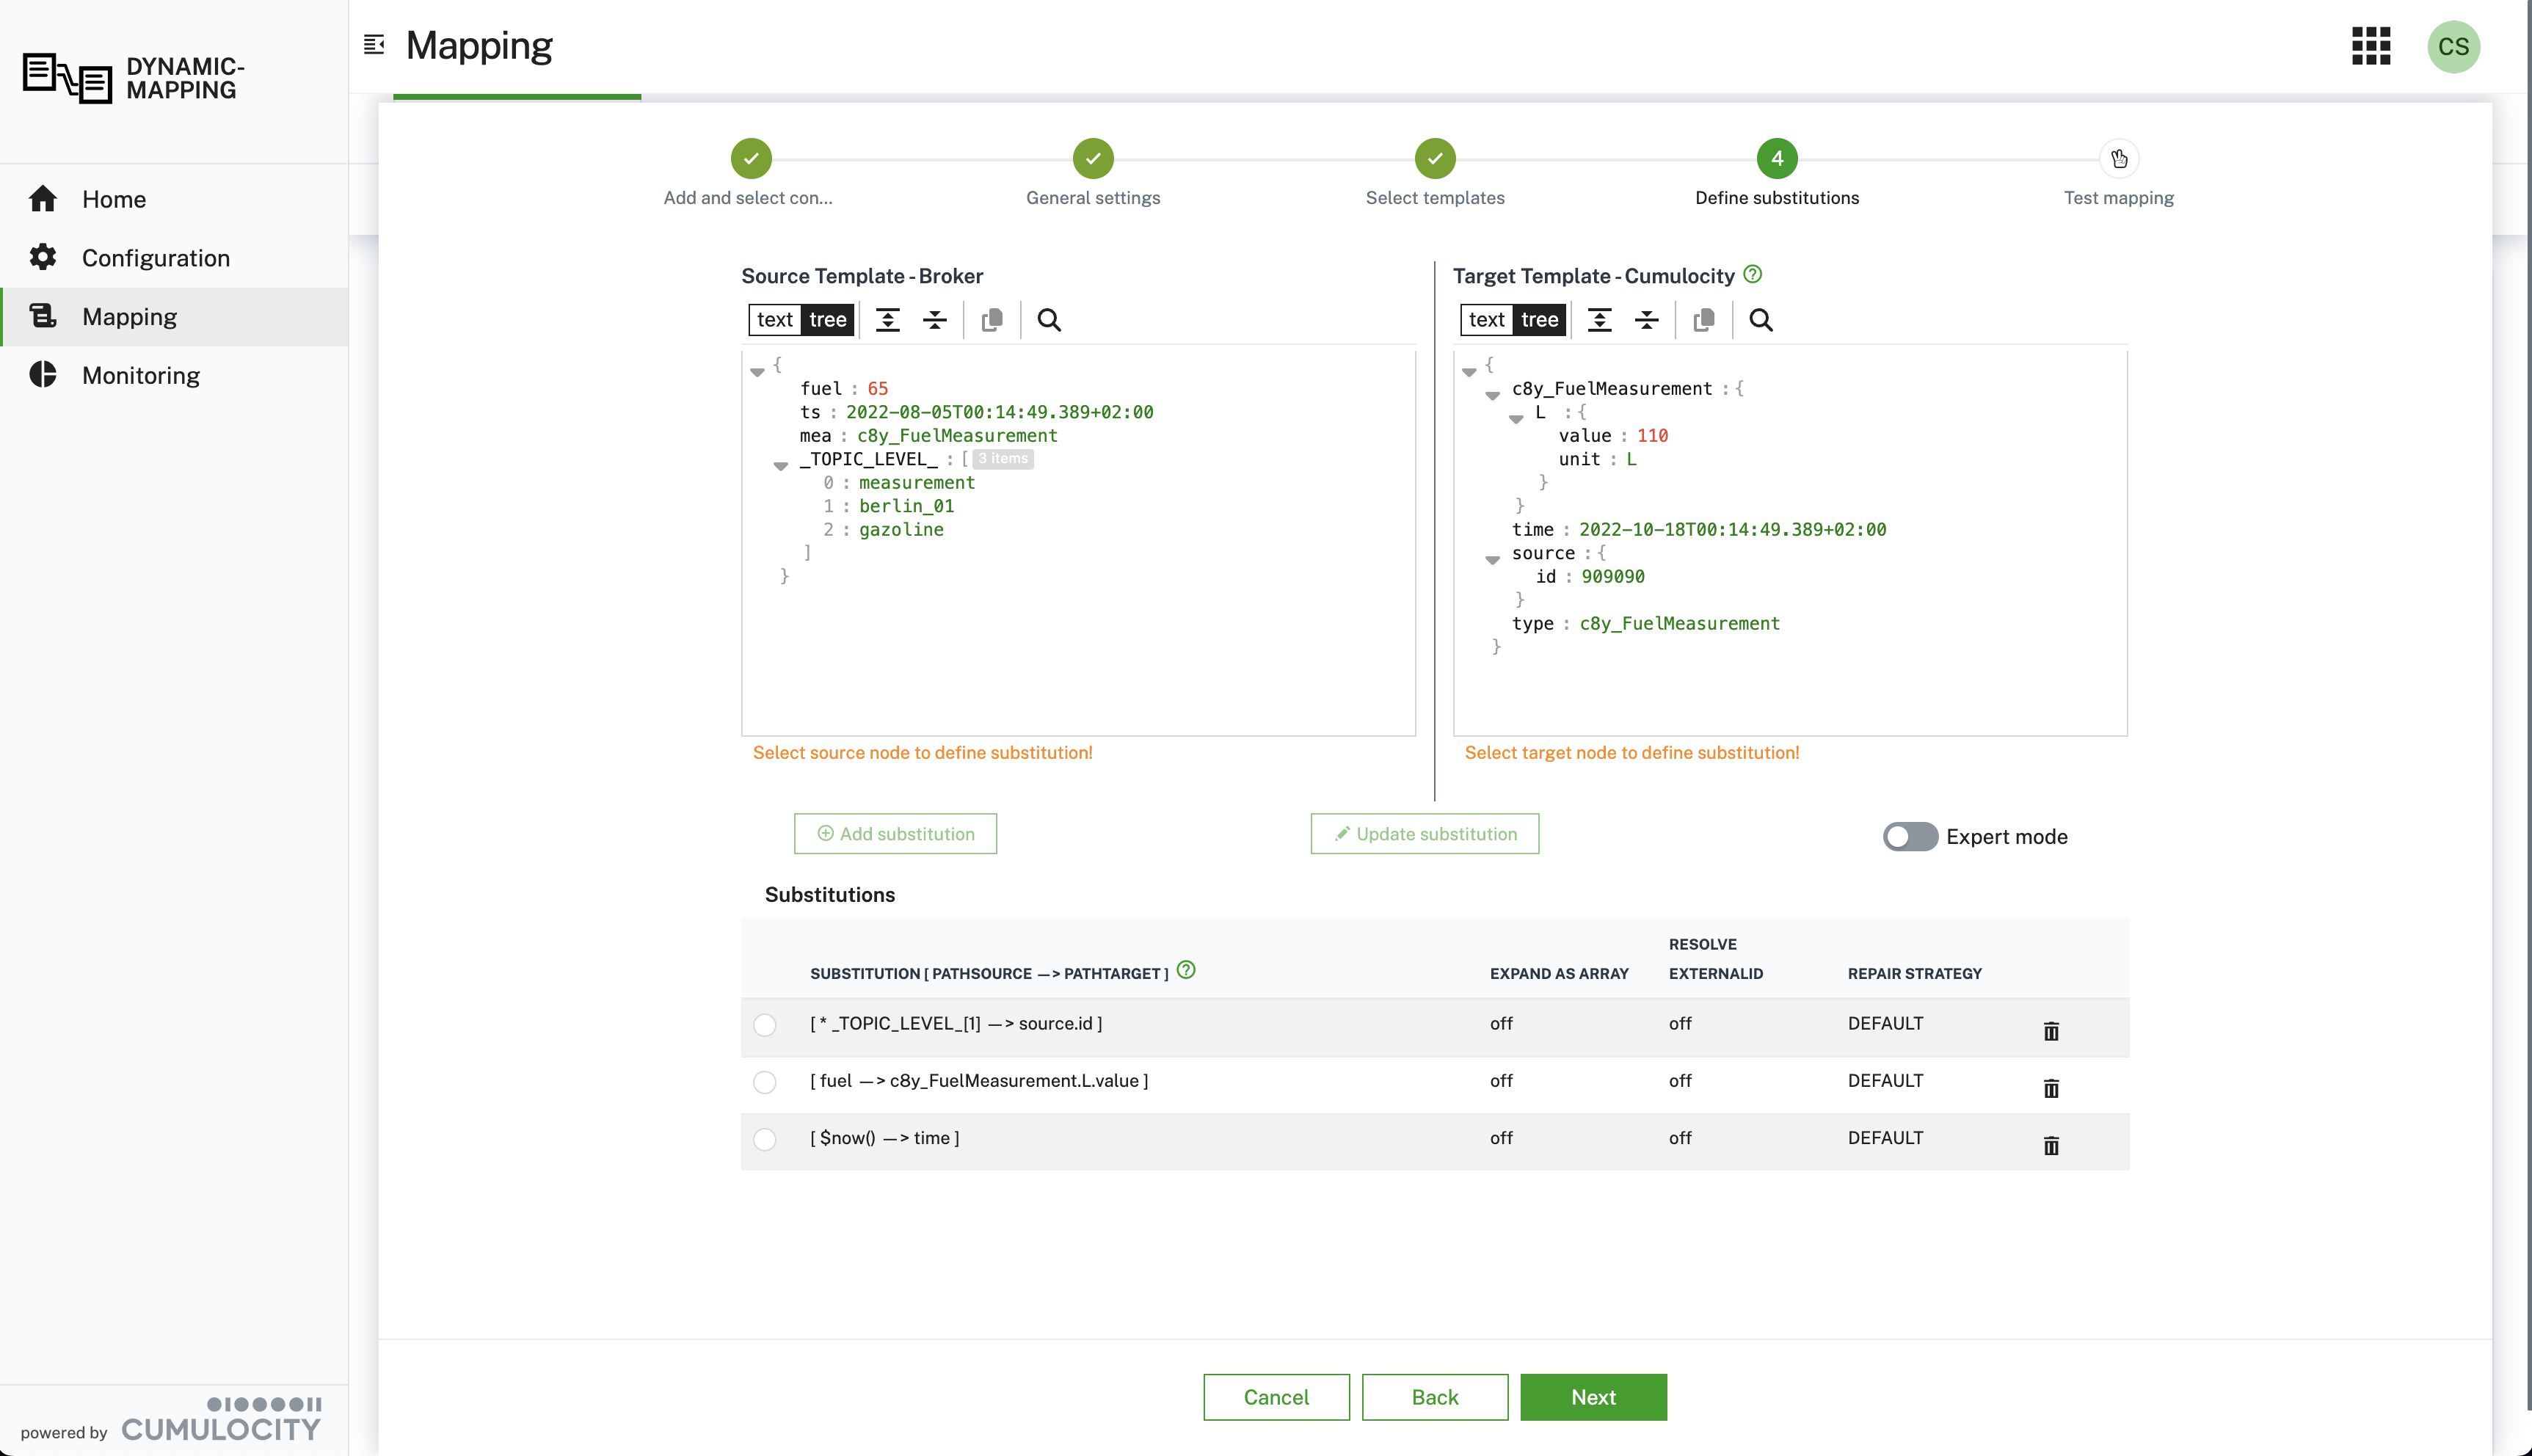 DYNAMIC-
MAPPING
Mapping
CS
Home
Configuration
Mapping
Monitoring
Add and select con...
General settings
Select templates
4
Define substitutions
Test mapping
Source Template - Broker
text tree
{
fuel : 65
ts : 2022-08-05T00:14:49.389+02:00
mea : c8y_FuelMeasurement
_TOPIC_LEVEL_ : [ 3 items
0 : measurement
1 : berlin_01
2 : gazoline
]
}
Select source node to define substitution!
Target Template - Cumulocity
text tree
{
c8y_FuelMeasurement : {
L : {
value : 110
unit : L
}
}
time : 2022-10-18T00:14:49.389+02:00
source : {
id : 909090
}
type : c8y_FuelMeasurement
}
Select target node to define substitution!
Add substitution
Update substitution
Expert mode
Substitutions
SUBSTITUTION [ PATHSOURCE —> PATHTARGET ]
EXPAND AS ARRAY
RESOLVE
EXTERNALID
REPAIR STRATEGY
[ * _TOPIC_LEVEL_[1] —> source.id ] off off DEFAULT
[ fuel —> c8y_FuelMeasurement.L.value ] off off DEFAULT
[ $now() —> time ] off off DEFAULT
Cancel
Back
Next
powered by CUMULOCITY